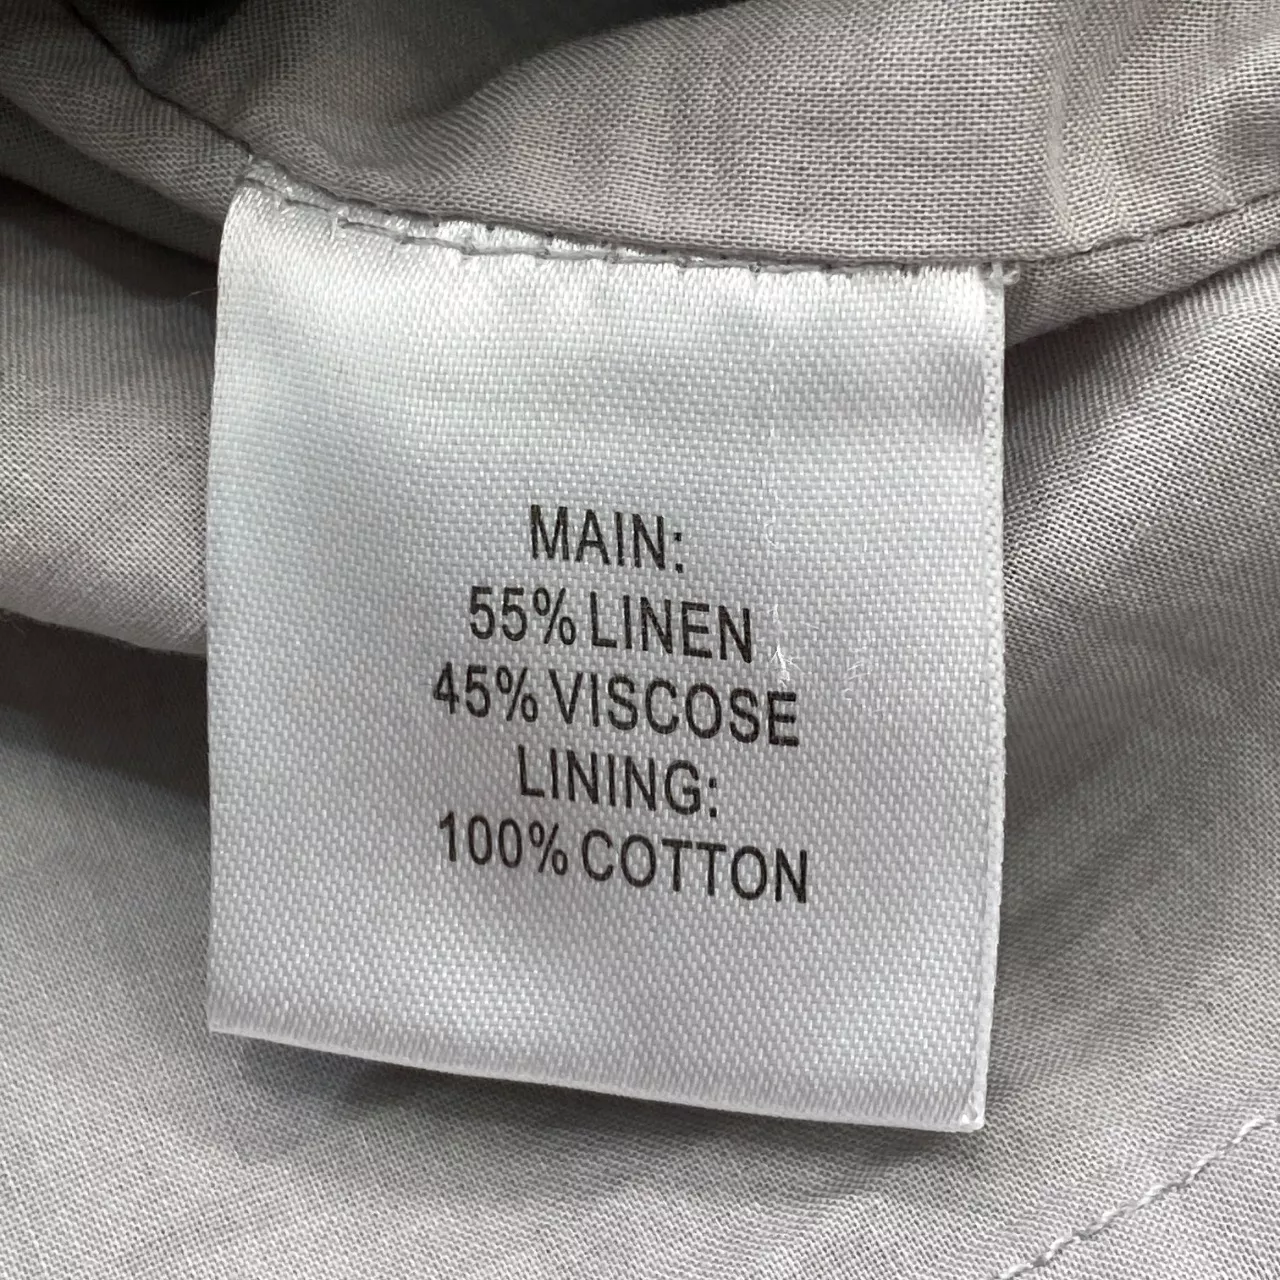 MAIN:
55% LINEN
45% VISCOSE
LINING:
100% COTTON